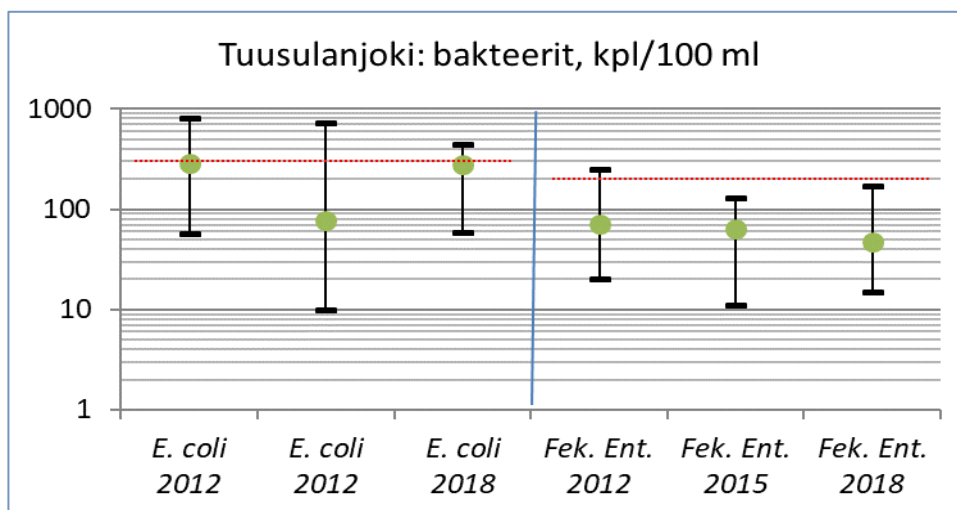 Tuusulanjoki: bakteerit, kpl/100 ml
1000
100
10
1
E. coli 2012
E. coli 2012
E. coli 2018
Fek. Ent. 2012
Fek. Ent. 2015
Fek. Ent. 2018